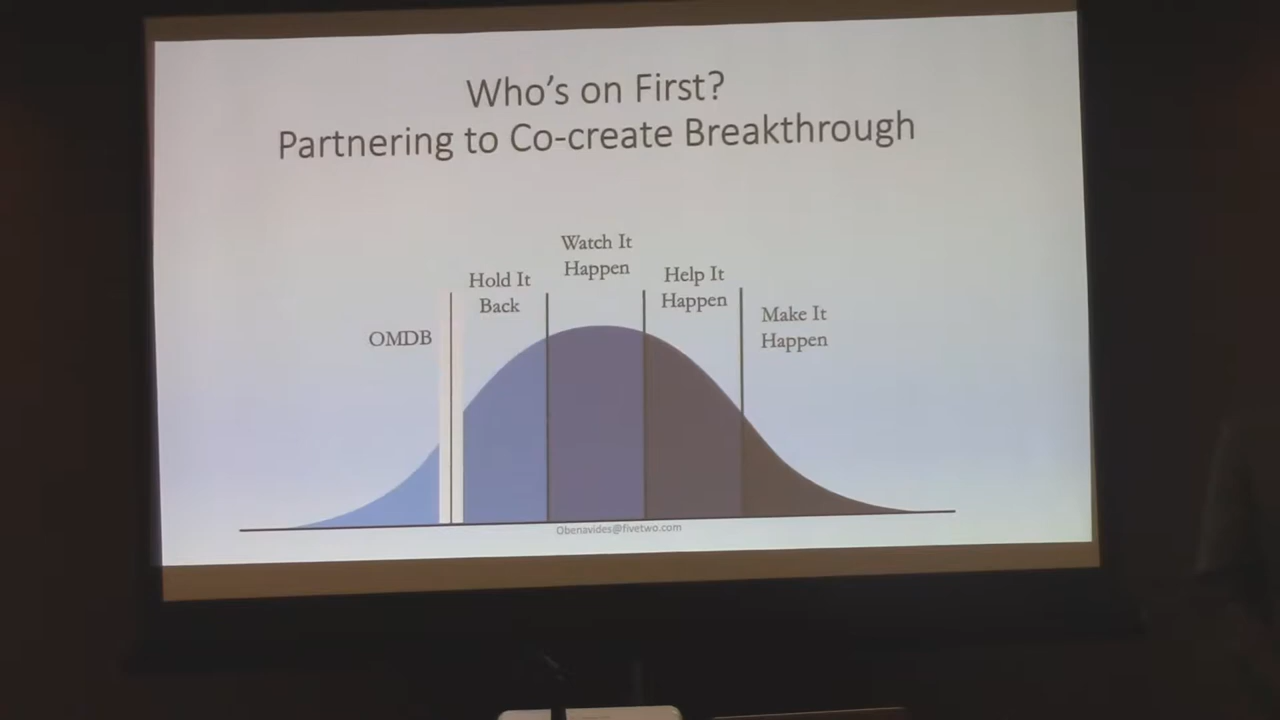 Who's on First?
Partnering to Co-create Breakthrough
Watch It
Happen
Hold It
Back
Help It
Happen
Make It
Happen
OMDB
Obenavides@fivetwo.com